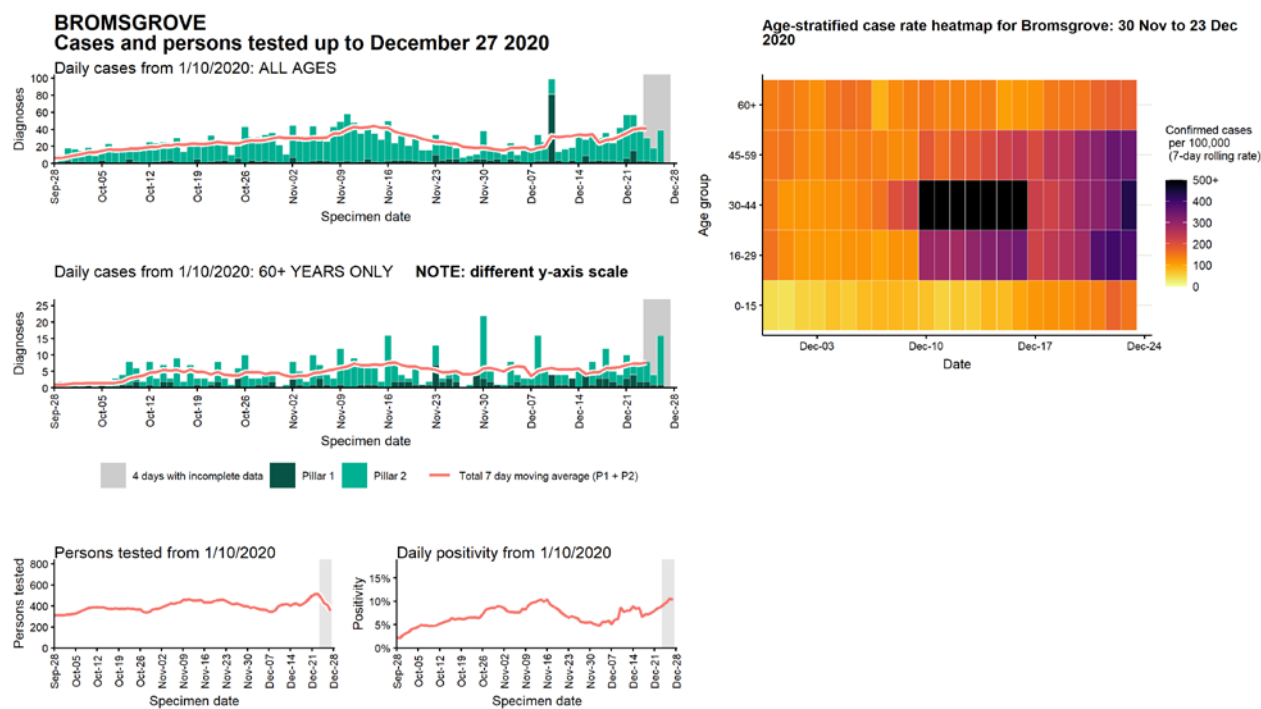 BROMSGROVE
Cases and persons tested up to December 27 2020
Daily cases from 1/10/2020: ALL AGES
Diagnoses
100
80
60
40
20
0
Sep-28 Oct-05 Oct-12 Oct-19 Oct-26 Nov-02 Nov-09 Nov-16 Nov-23 Nov-30 Dec-07 Dec-14 Dec-21 Dec-28
Specimen date
Daily cases from 1/10/2020: 60+ YEARS ONLY NOTE: different y-axis scale
Diagnoses
25
20
15
10
5
0
Sep-28 Oct-05 Oct-12 Oct-19 Oct-26 Nov-02 Nov-09 Nov-16 Nov-23 Nov-30 Dec-07 Dec-14 Dec-21 Dec-28
Specimen date
4 days with incomplete data Pillar 1 Pillar 2 Total 7 day moving average (P1 + P2)
Persons tested from 1/10/2020
Persons tested
800
600
400
200
0
Sep-28 Oct-05 Oct-12 Oct-19 Oct-26 Nov-02 Nov-09 Nov-16 Nov-23 Nov-30 Dec-07 Dec-14 Dec-21 Dec-28
Specimen date
Daily positivity from 1/10/2020
Positivity
15%
10%
5%
0%
Sep-28 Oct-05 Oct-12 Oct-19 Oct-26 Nov-02 Nov-09 Nov-16 Nov-23 Nov-30 Dec-07 Dec-14 Dec-21 Dec-28
Specimen date
Age-stratified case rate heatmap for Bromsgrove: 30 Nov to 23 Dec
2020
Age group
60+
45-59
30-44
16-29
0-15
Dec-03 Dec-10 Dec-17 Dec-24
Date
Confirmed cases
per 100,000
(7-day rolling rate)
500+
400
300
200
100
0